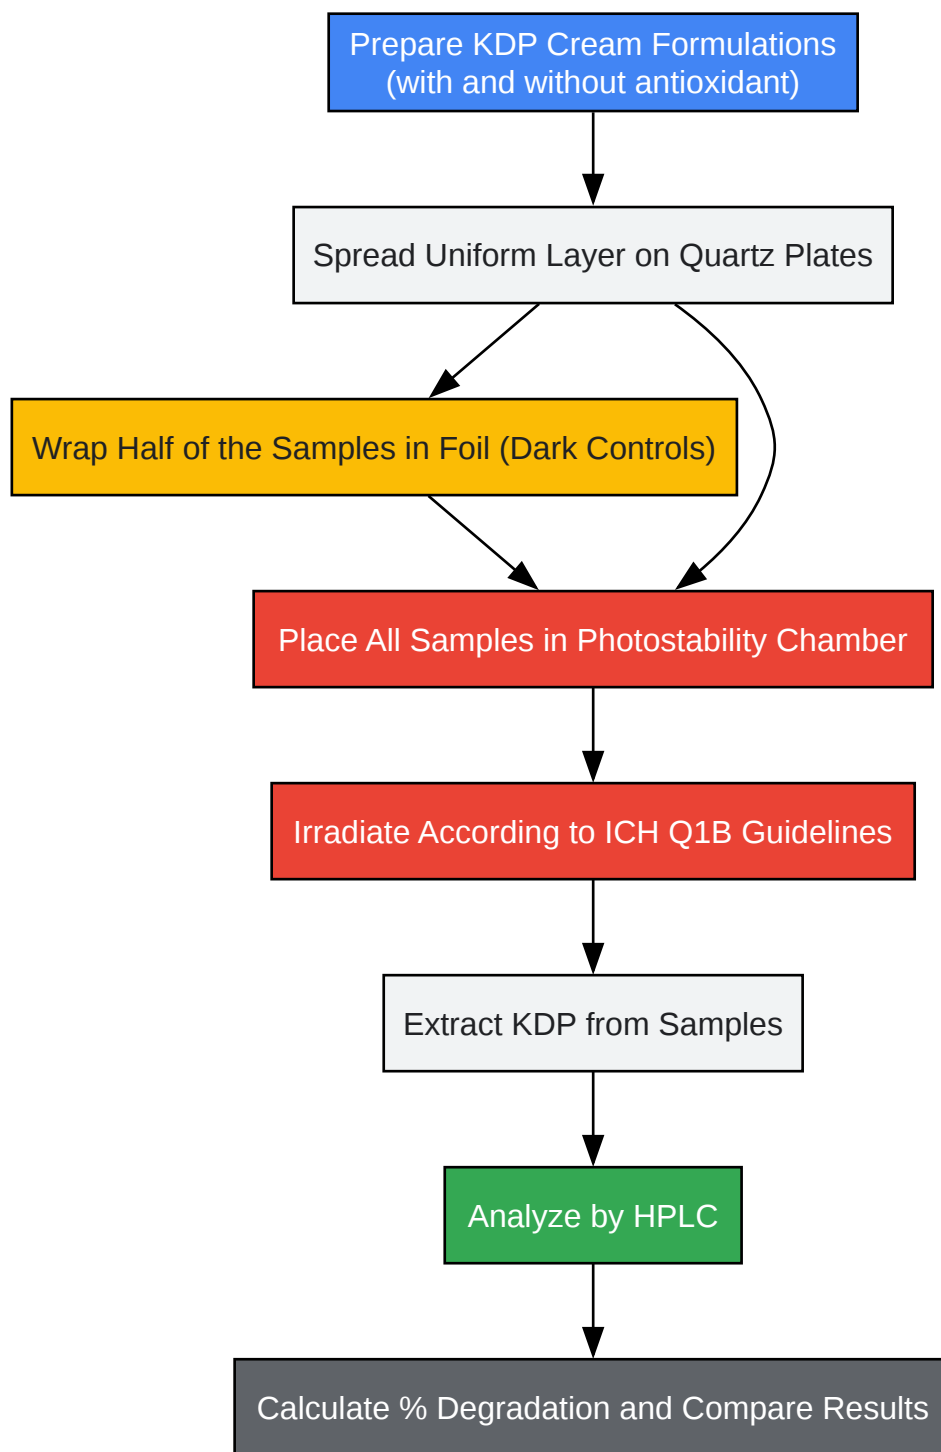 Prepare KDP Cream Formulations
(with and without antioxidant)
Spread Uniform Layer on Quartz Plates
Wrap Half of the Samples in Foil (Dark Controls)
Place All Samples in Photostability Chamber
Irradiate According to ICH Q1B Guidelines
Extract KDP from Samples
Analyze by HPLC
Calculate % Degradation and Compare Results